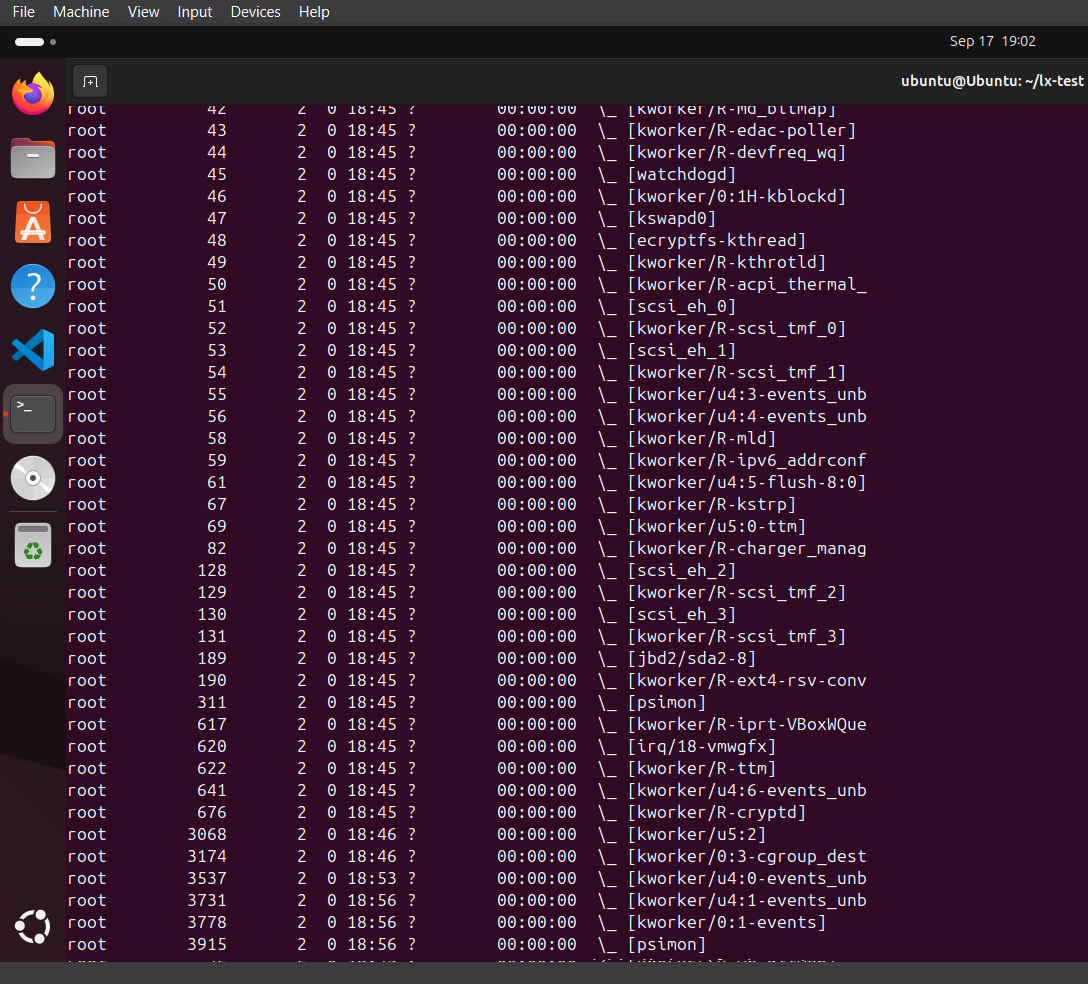 File Machine View Input Devices Help
Sep 17 19:02
ubuntu@Ubuntu: ~/lx-test
root 42 2 0 18:45 ? 00:00:00 \_ [kworker/R-md_bitmap]
root 43 2 0 18:45 ? 00:00:00 \_ [kworker/R-edac-poller]
root 44 2 0 18:45 ? 00:00:00 \_ [kworker/R-devfreq_wq]
root 45 2 0 18:45 ? 00:00:00 \_ [watchdogd]
root 46 2 0 18:45 ? 00:00:00 \_ [kworker/0:1H-kblockd]
root 47 2 0 18:45 ? 00:00:00 \_ [kswapd0]
root 48 2 0 18:45 ? 00:00:00 \_ [ecryptfs-kthread]
root 49 2 0 18:45 ? 00:00:00 \_ [kworker/R-kthrotld]
root 50 2 0 18:45 ? 00:00:00 \_ [kworker/R-acpi_thermal_
root 51 2 0 18:45 ? 00:00:00 \_ [scsi_eh_0]
root 52 2 0 18:45 ? 00:00:00 \_ [kworker/R-scsi_tmf_0]
root 53 2 0 18:45 ? 00:00:00 \_ [scsi_eh_1]
root 54 2 0 18:45 ? 00:00:00 \_ [kworker/R-scsi_tmf_1]
root 55 2 0 18:45 ? 00:00:00 \_ [kworker/u4:3-events_unb
root 56 2 0 18:45 ? 00:00:00 \_ [kworker/u4:4-events_unb
root 58 2 0 18:45 ? 00:00:00 \_ [kworker/R-mld]
root 59 2 0 18:45 ? 00:00:00 \_ [kworker/R-ipv6_addrconf
root 61 2 0 18:45 ? 00:00:00 \_ [kworker/u4:5-flush-8:0]
root 67 2 0 18:45 ? 00:00:00 \_ [kworker/R-kstrp]
root 69 2 0 18:45 ? 00:00:00 \_ [kworker/u5:0-ttm]
root 82 2 0 18:45 ? 00:00:00 \_ [kworker/R-charger_manag
root 128 2 0 18:45 ? 00:00:00 \_ [scsi_eh_2]
root 129 2 0 18:45 ? 00:00:00 \_ [kworker/R-scsi_tmf_2]
root 130 2 0 18:45 ? 00:00:00 \_ [scsi_eh_3]
root 131 2 0 18:45 ? 00:00:00 \_ [kworker/R-scsi_tmf_3]
root 189 2 0 18:45 ? 00:00:00 \_ [jbd2/sda2-8]
root 190 2 0 18:45 ? 00:00:00 \_ [kworker/R-ext4-rsv-conv
root 311 2 0 18:45 ? 00:00:00 \_ [psimon]
root 617 2 0 18:45 ? 00:00:00 \_ [kworker/R-iprt-VBoxWQue
root 620 2 0 18:45 ? 00:00:00 \_ [irq/18-vmwgfx]
root 622 2 0 18:45 ? 00:00:00 \_ [kworker/R-ttm]
root 641 2 0 18:45 ? 00:00:00 \_ [kworker/u4:6-events_unb
root 676 2 0 18:45 ? 00:00:00 \_ [kworker/R-cryptd]
root 3068 2 0 18:46 ? 00:00:00 \_ [kworker/u5:2]
root 3174 2 0 18:46 ? 00:00:00 \_ [kworker/0:3-cgroup_dest
root 3537 2 0 18:53 ? 00:00:00 \_ [kworker/u4:0-events_unb
root 3731 2 0 18:56 ? 00:00:00 \_ [kworker/u4:1-events_unb
root 3778 2 0 18:56 ? 00:00:00 \_ [kworker/0:1-events]
root 3915 2 0 18:56 ? 00:00:00 \_ [psimon]